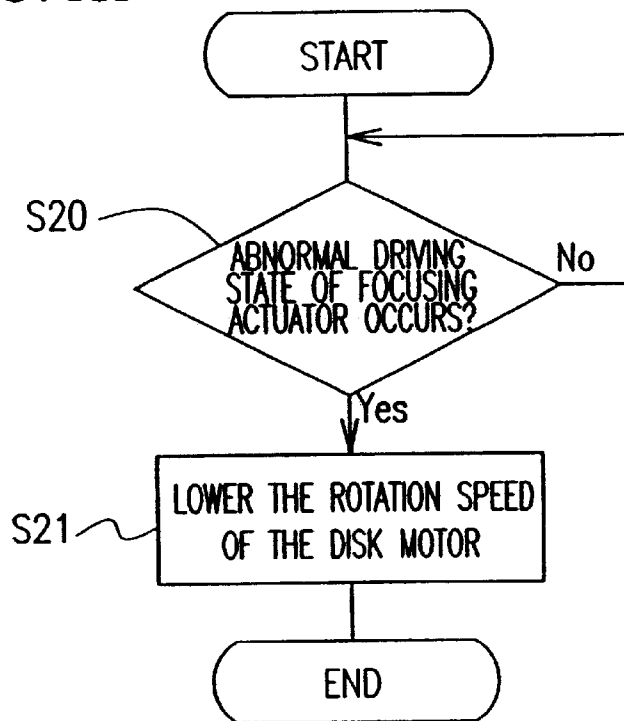 START
S20
ABNORMAL DRIVING
STATE OF FOCUSING
ACTUATOR OCCURS?
No
Yes
S21
LOWER THE ROTATION SPEED
OF THE DISK MOTOR
END